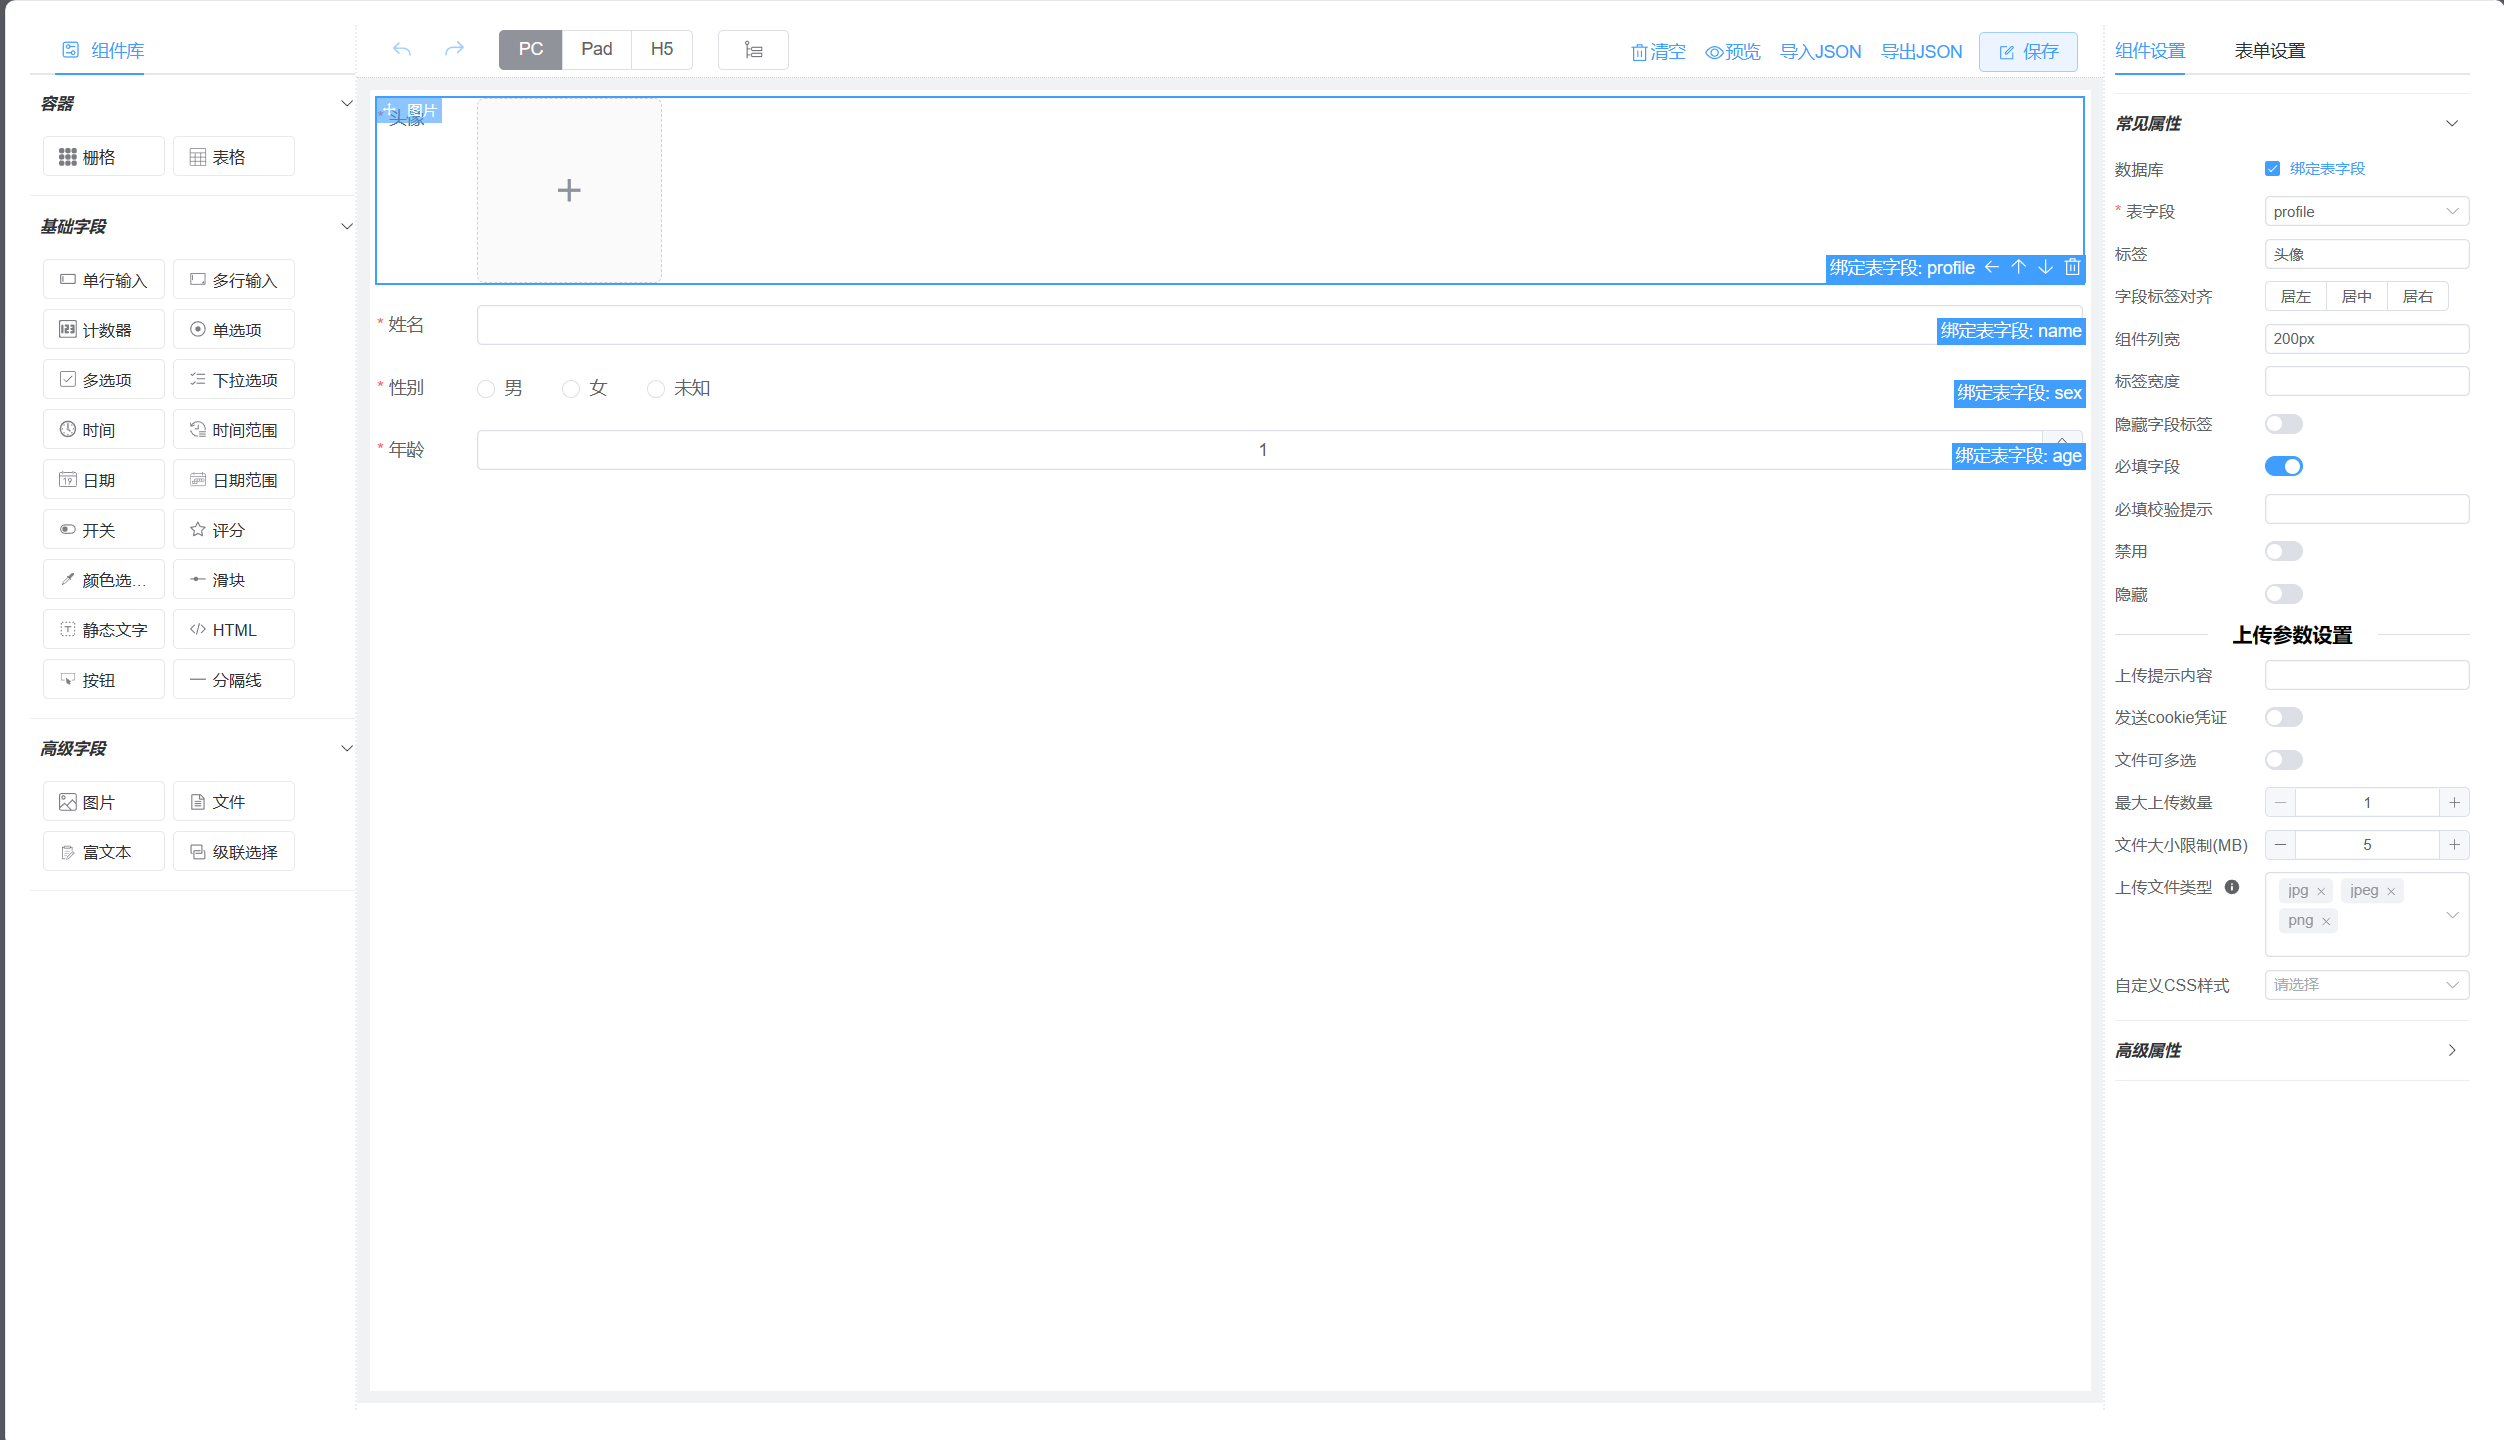 组件库
PC Pad H5
清空 预览 导入JSON 导出JSON 保存
组件设置 表单设置
容器
栅格 表格
基础字段
单行输入 多行输入
计数器 单选项
多选项 下拉选项
时间 时间范围
日期 日期范围
开关 评分
颜色选... 滑块
静态文字 HTML
按钮 分隔线
高级字段
图片 文件
富文本 级联选择
图片
* 头像
绑定表字段: profile
* 姓名
绑定表字段: name
* 性别 男 女 未知
绑定表字段: sex
* 年龄 1
绑定表字段: age
常见属性
数据库 绑定表字段
* 表字段 profile
标签 头像
字段标签对齐 居左 居中 居右
组件列宽 200px
标签宽度
隐藏字段标签
必填字段
必填校验提示
禁用
隐藏
上传参数设置
上传提示内容
发送cookie凭证
文件可多选
最大上传数量 1
文件大小限制(MB) 5
上传文件类型 jpg jpeg
png
自定义CSS样式 请选择
高级属性